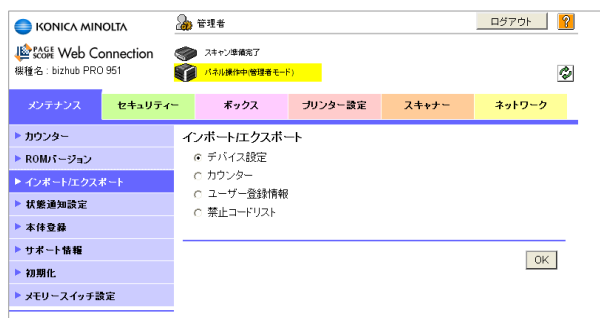 KONICA MINOLTA
管理者
ログアウト
?
PAGE SCOPE Web Connection
スキャン準備完了
機種名 : bizhub PRO 951
パネル操作中(管理者モード)
メンテナンス
セキュリティー
ボックス
プリンター設定
スキャナー
ネットワーク
カウンター
ROMバージョン
インポート/エクスポート
状態通知設定
本体登録
サポート情報
初期化
メモリースイッチ設定
インポート/エクスポート
デバイス設定
カウンター
ユーザー登録情報
禁止コードリスト
OK